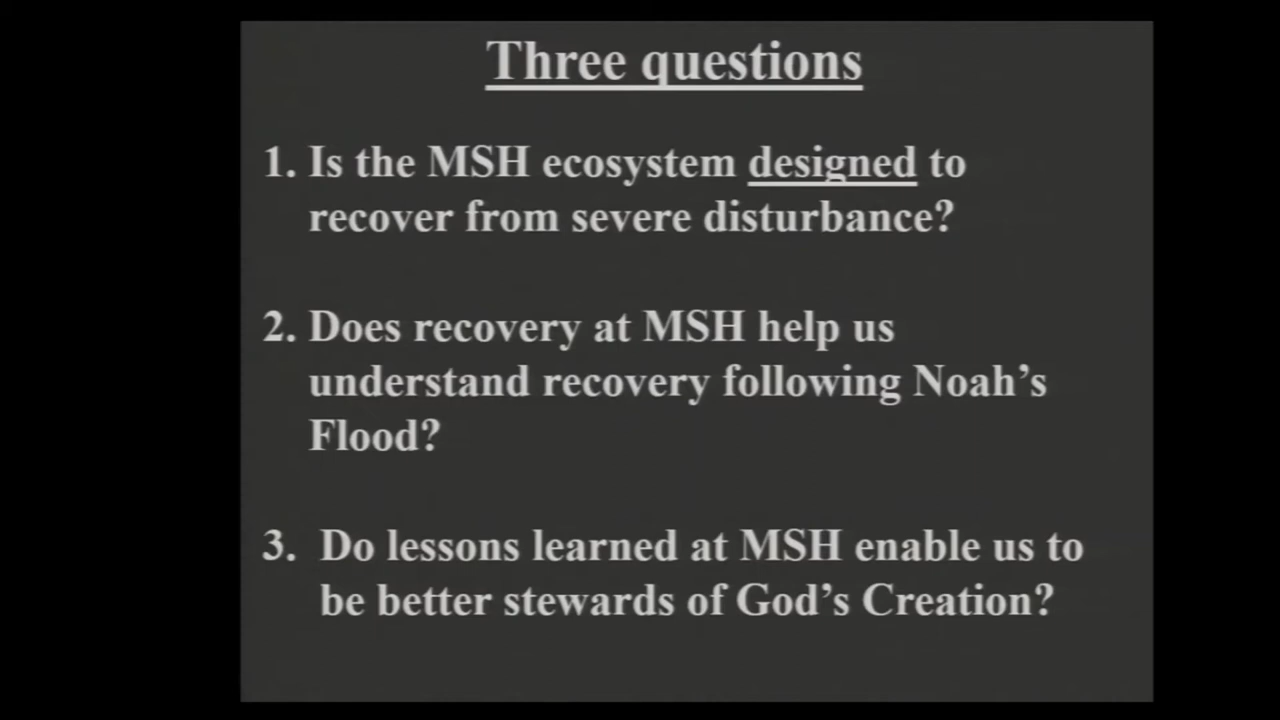 Three questions
1. Is the MSH ecosystem designed to
recover from severe disturbance?
2. Does recovery at MSH help us
understand recovery following Noah’s
Flood?
3. Do lessons learned at MSH enable us to
be better stewards of God’s Creation?